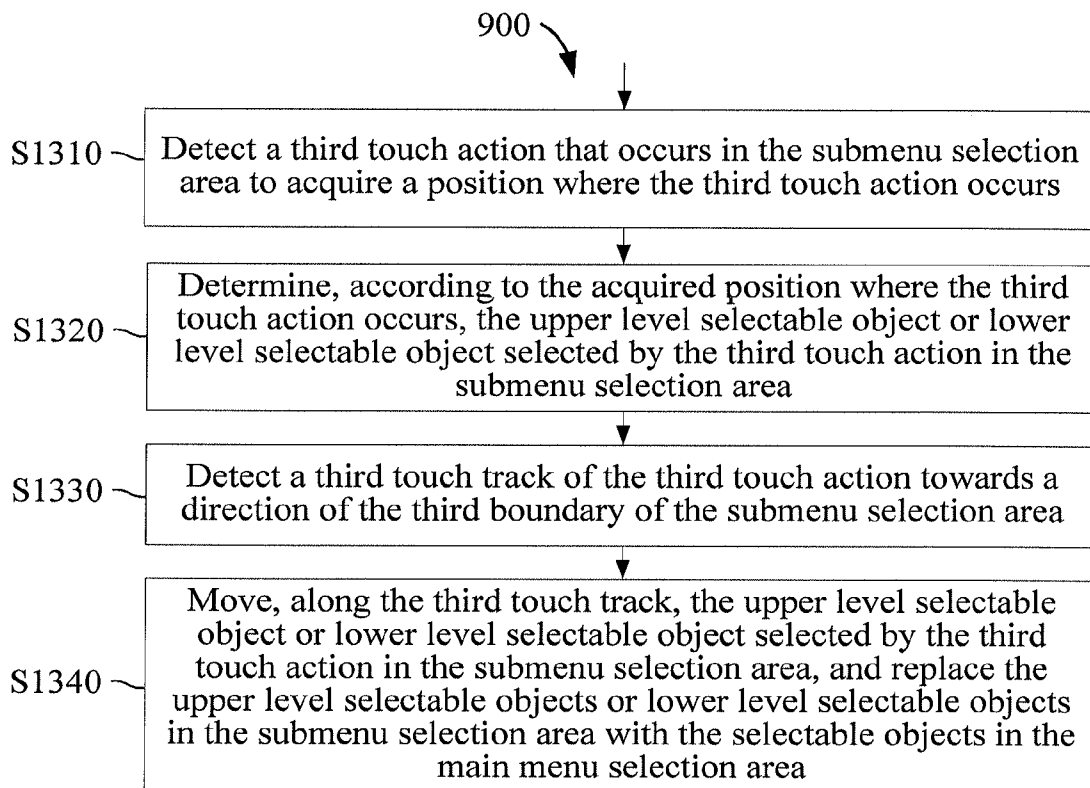 900
S1310
Detect a third touch action that occurs in the submenu selection
area to acquire a position where the third touch action occurs
S1320
Determine, according to the acquired position where the third
touch action occurs, the upper level selectable object or lower
level selectable object selected by the third touch action in the
submenu selection area
S1330
Detect a third touch track of the third touch action towards a
direction of the third boundary of the submenu selection area
S1340
Move, along the third touch track, the upper level selectable
object or lower level selectable object selected by the third
touch action in the submenu selection area, and replace the
upper level selectable objects or lower level selectable objects
in the submenu selection area with the selectable objects in the
main menu selection area